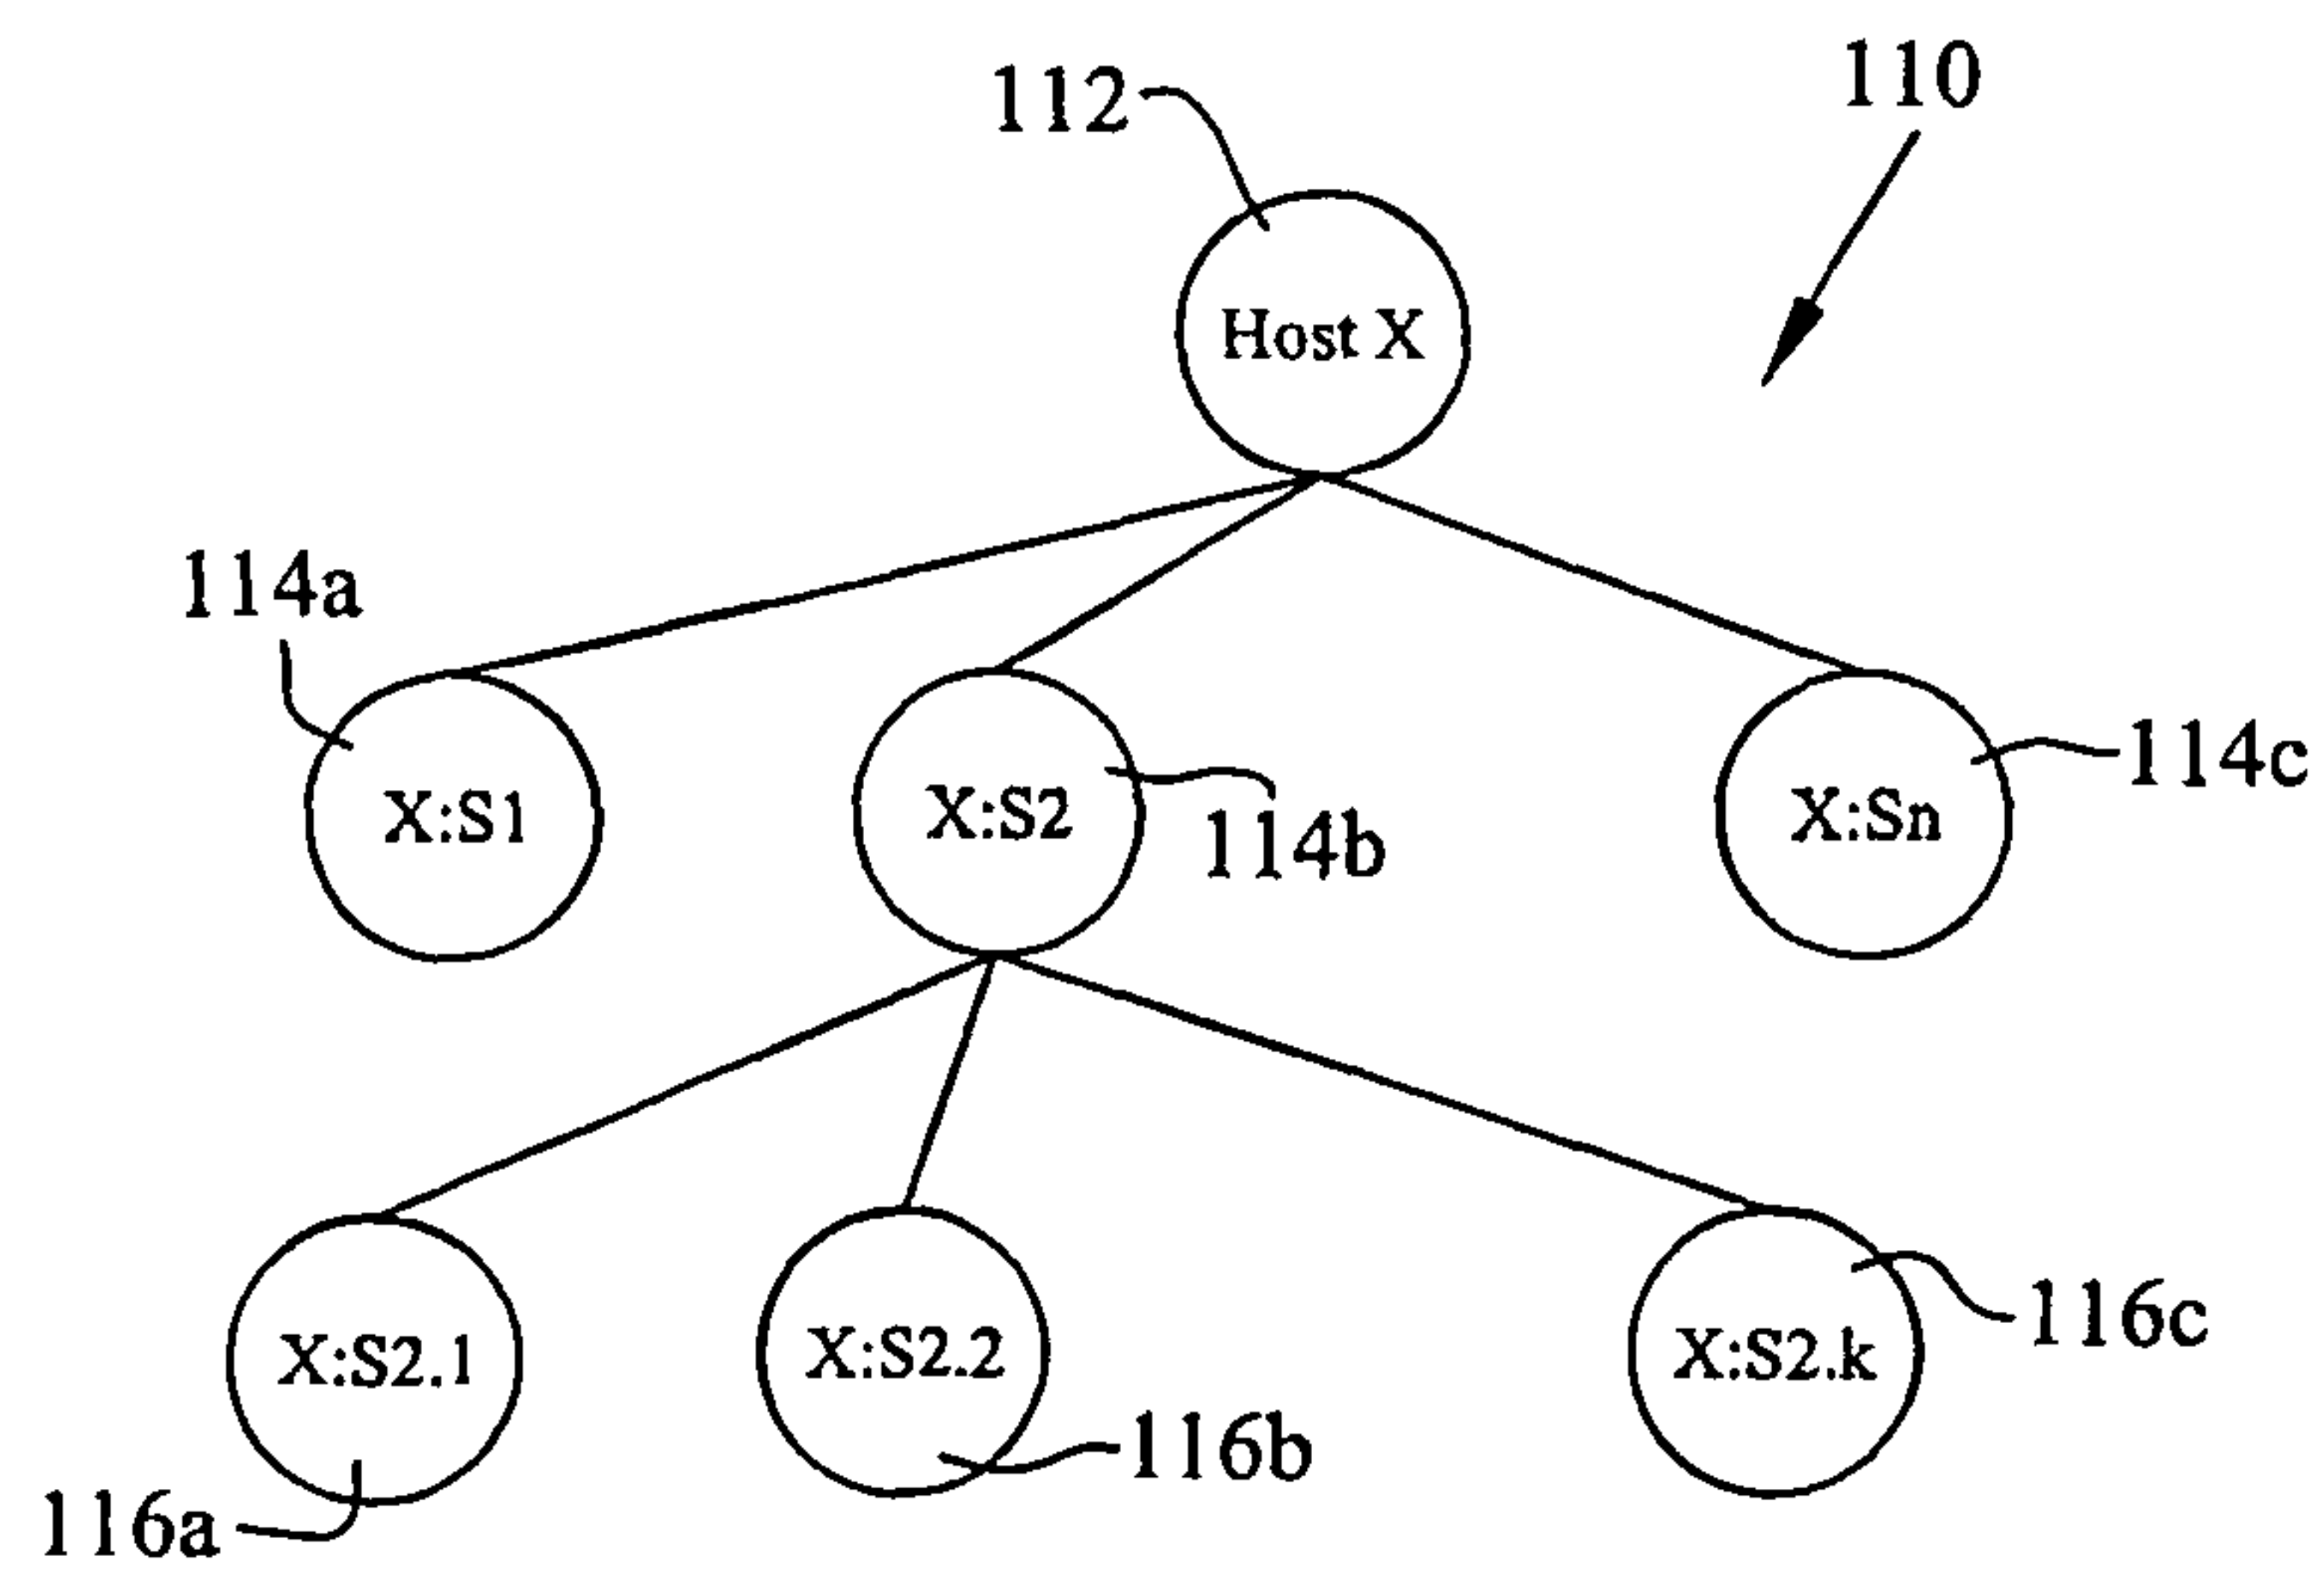 110
112
Host X
114a
114c
X:S1
X:S2
X:Sn
114b
116c
X:S2.1
X:S2.2
X:S2.k
116b
116a